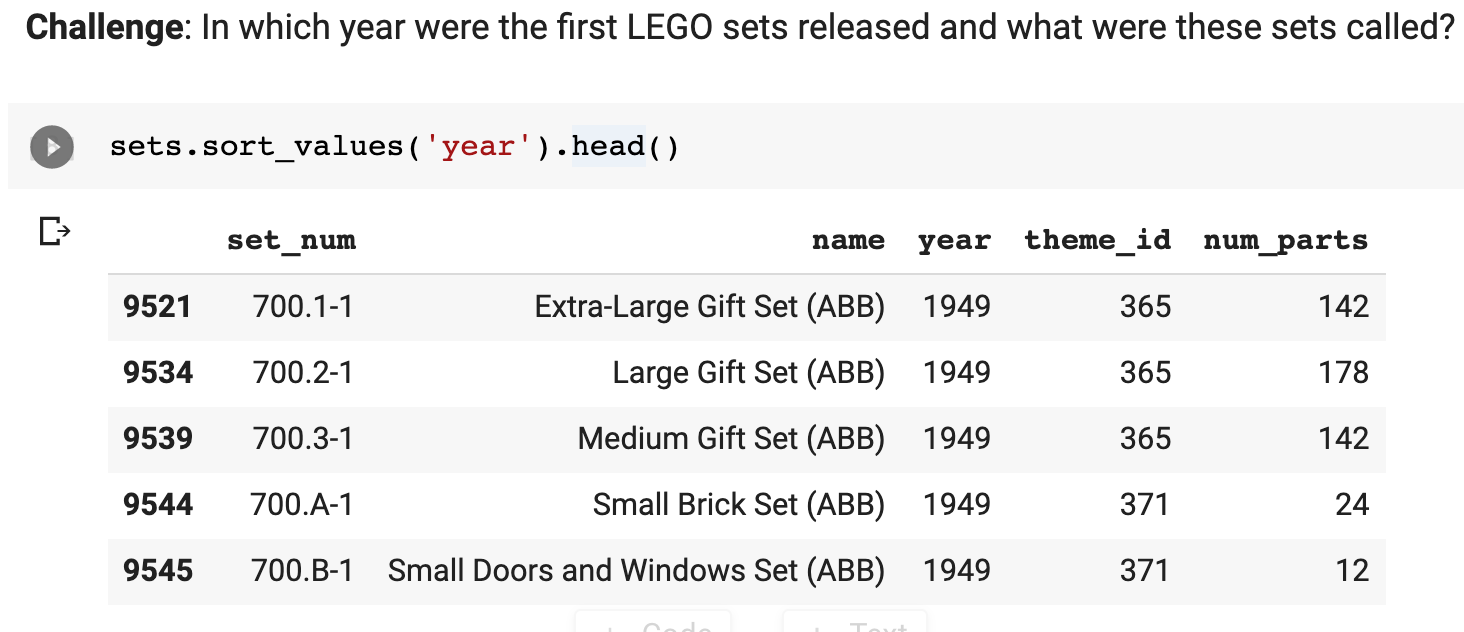 Challenge: In which year were the first LEGO sets released and what were these sets called?
sets.sort_values('year').head()
set_num name year theme_id num_parts
9521 700.1-1 Extra-Large Gift Set (ABB) 1949 365 142
9534 700.2-1 Large Gift Set (ABB) 1949 365 178
9539 700.3-1 Medium Gift Set (ABB) 1949 365 142
9544 700.A-1 Small Brick Set (ABB) 1949 371 24
9545 700.B-1 Small Doors and Windows Set (ABB) 1949 371 12
+ Code + Text